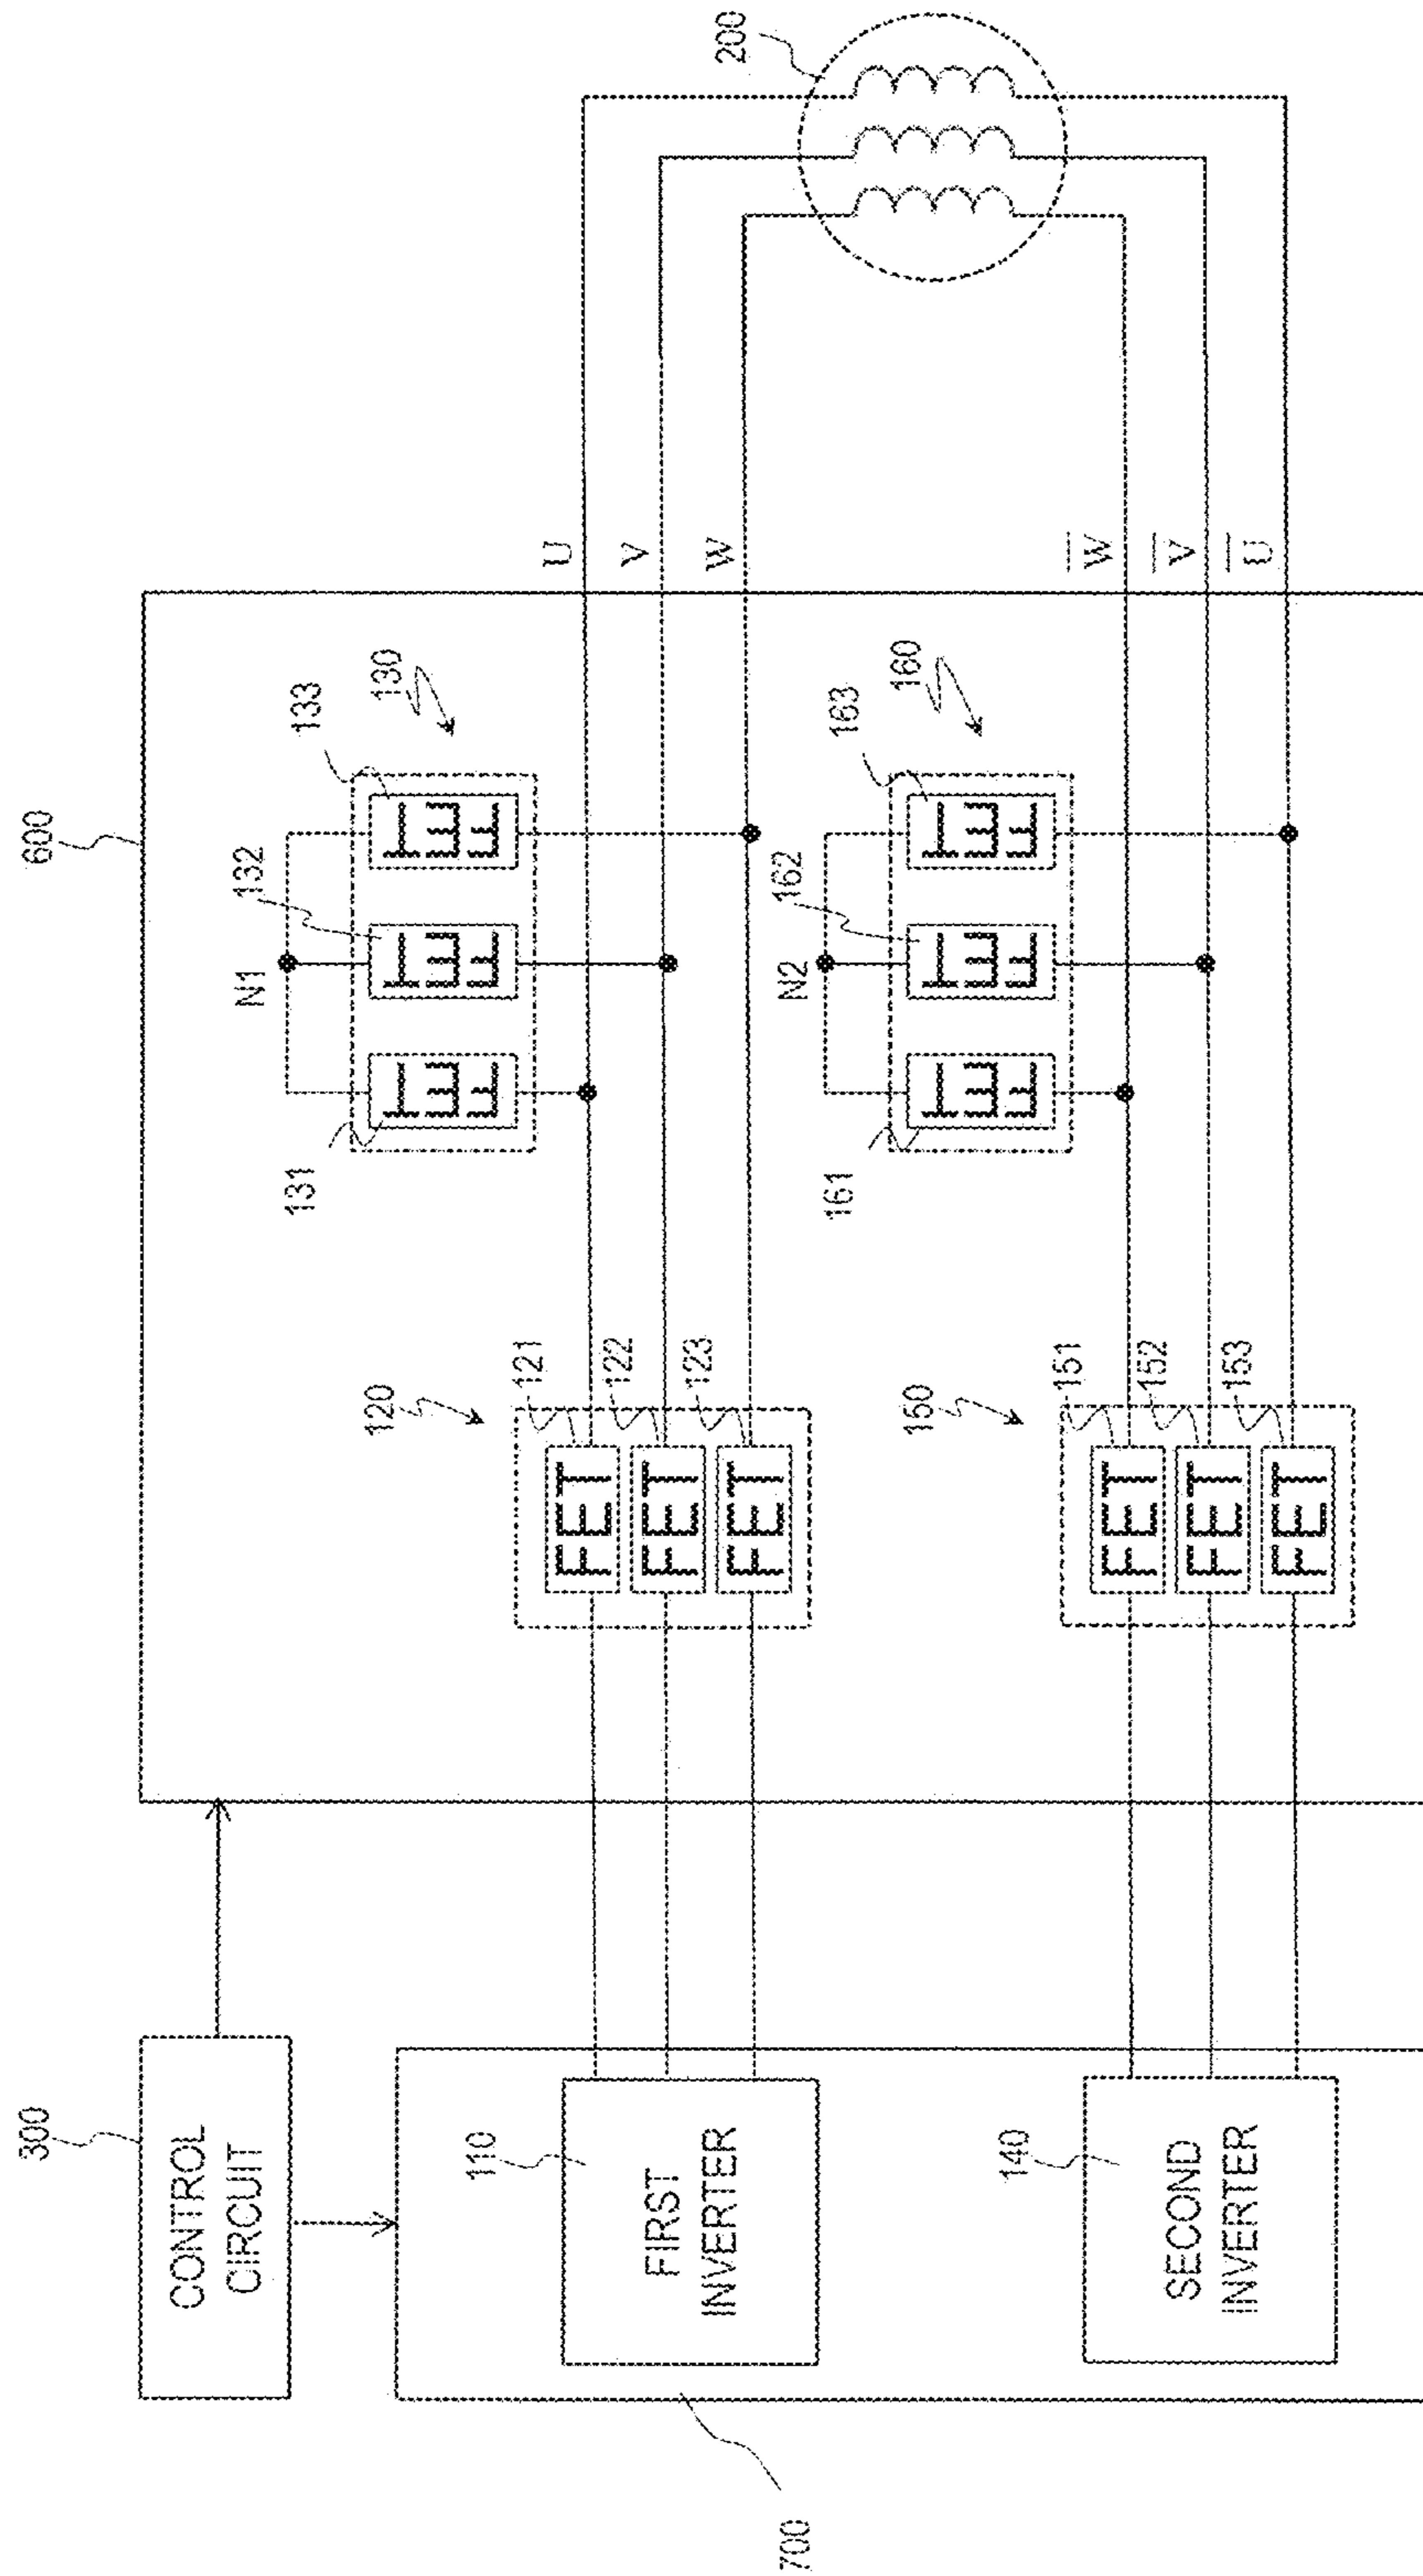 600
300
CONTROL
CIRCUIT
N1
131
132
133
130
120
121
122
123
U
V
W
200
110
FIRST
INVERTER
FET
FET
FET
FET
FET
FET
N2
161
162
163
160
150
151
152
153
W
V
U
140
SECOND
INVERTER
FET
FET
FET
FET
FET
FET
700